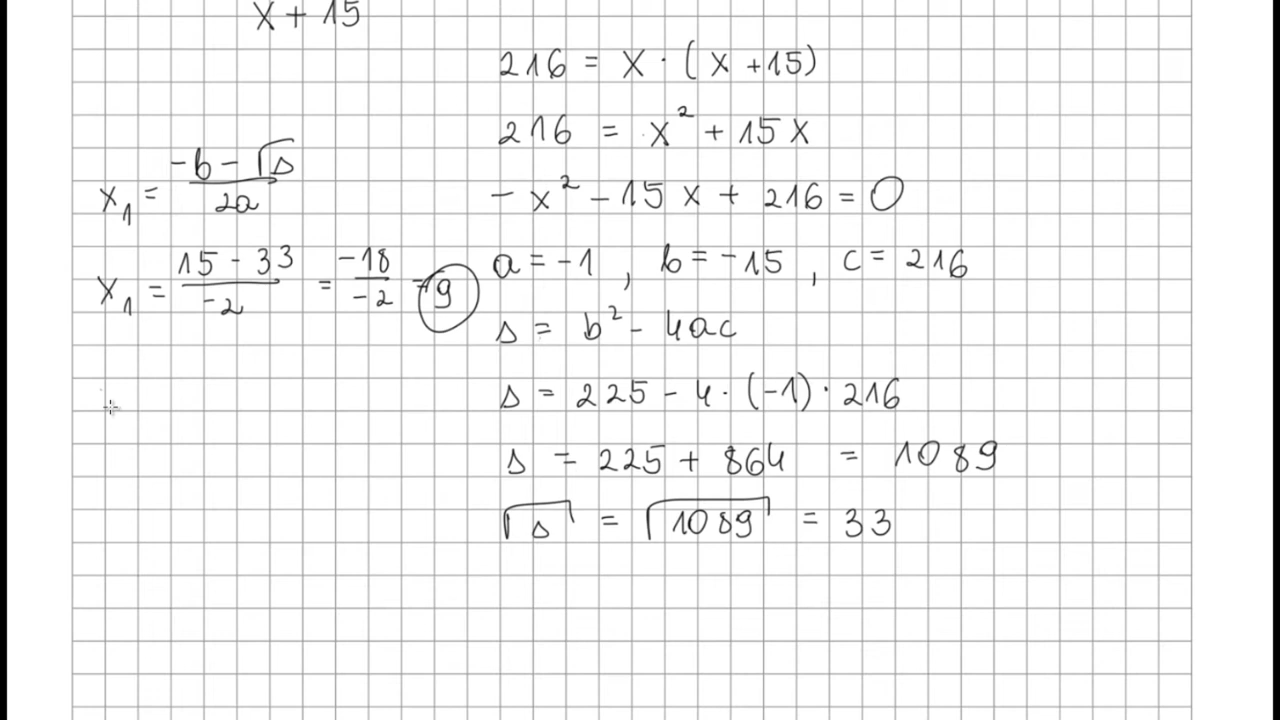 x + 15
216 = x · (x + 15)
216 = x² + 15x
- x² - 15x + 216 = 0
a = -1 , b = -15 , c = 216
Δ = b² - 4ac
Δ = 225 - 4 · (-1) · 216
Δ = 225 + 864 = 1089
√Δ = √1089 = 33
x₁ = (-b - √Δ)/2a
x₁ = (15 - 33)/-2 = -18/-2 = 9